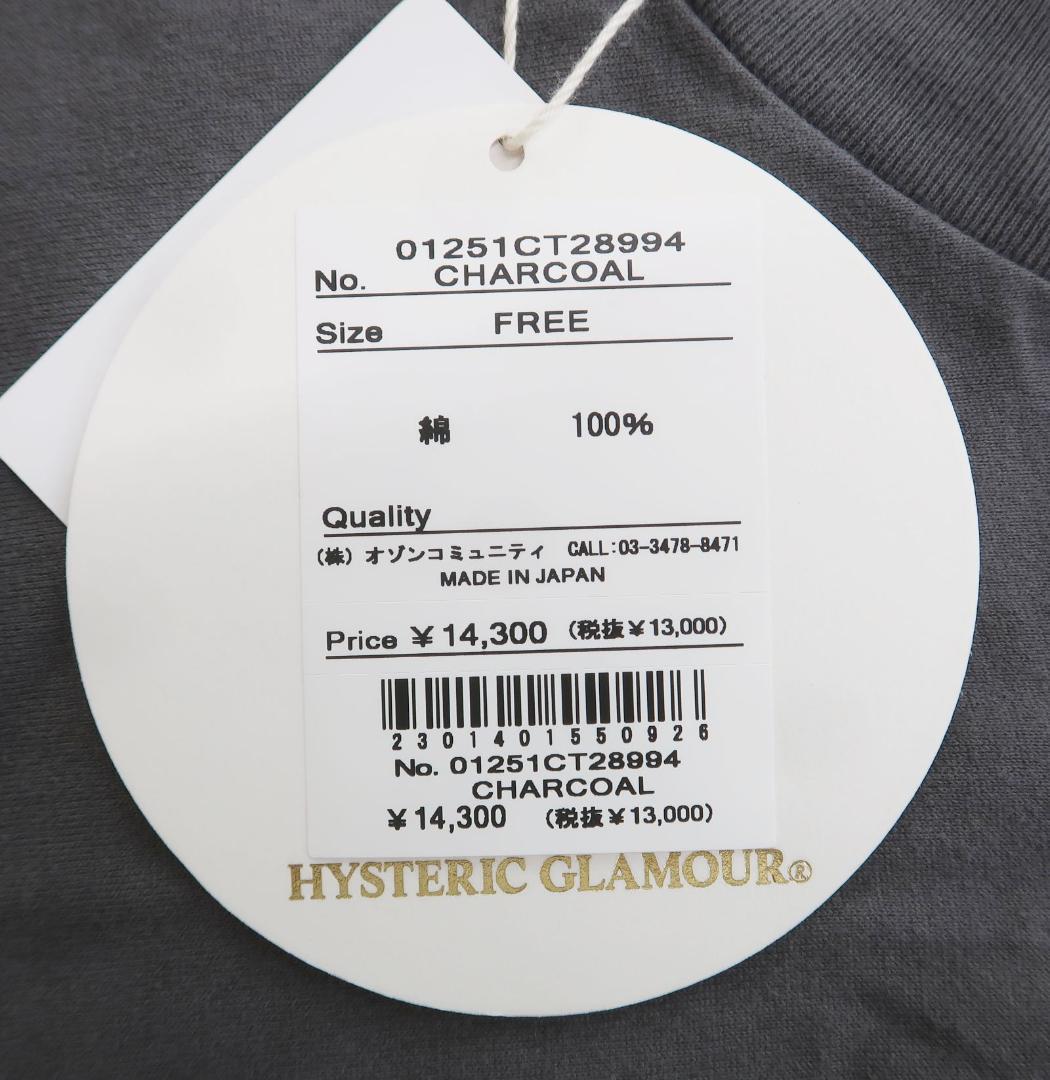 01251CT28994
No. CHARCOAL
Size FREE
綿 100%
Quality
(株) オゾンコミュニティ CALL:03-3478-8471
MADE IN JAPAN
Price ¥14,300 (税抜¥13,000)
2301401550926
No. 01251CT28994
CHARCOAL
¥14,300 (税抜¥13,000)
HYSTERIC GLAMOUR®